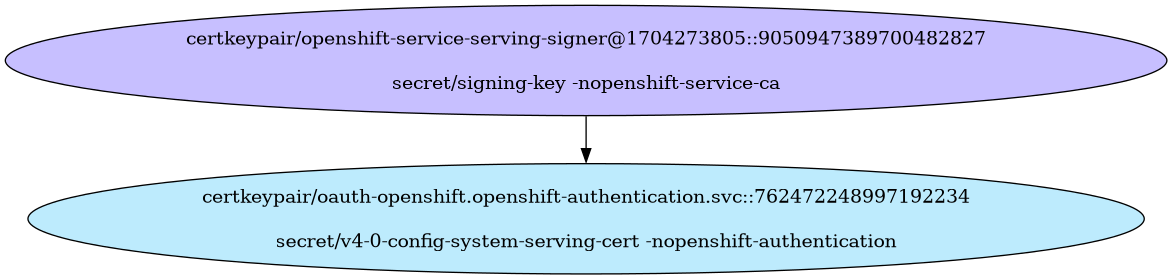 certkeypair/openshift-service-serving-signer@1704273805::9050947389700482827
secret/signing-key -nopenshift-service-ca
certkeypair/oauth-openshift.openshift-authentication.svc::762472248997192234
secret/v4-0-config-system-serving-cert -nopenshift-authentication